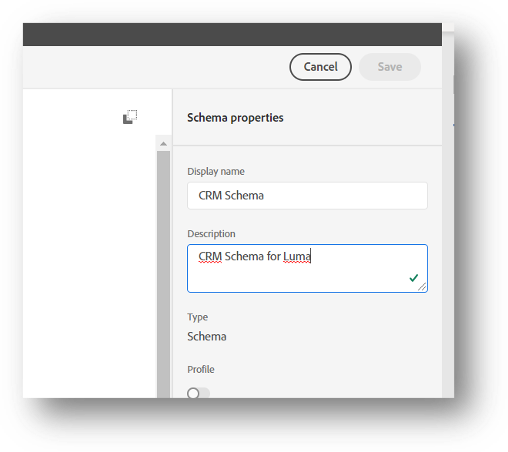 Cancel
Save
Schema properties
Display name
CRM Schema
Description
CRM Schema for Luma
Type
Schema
Profile